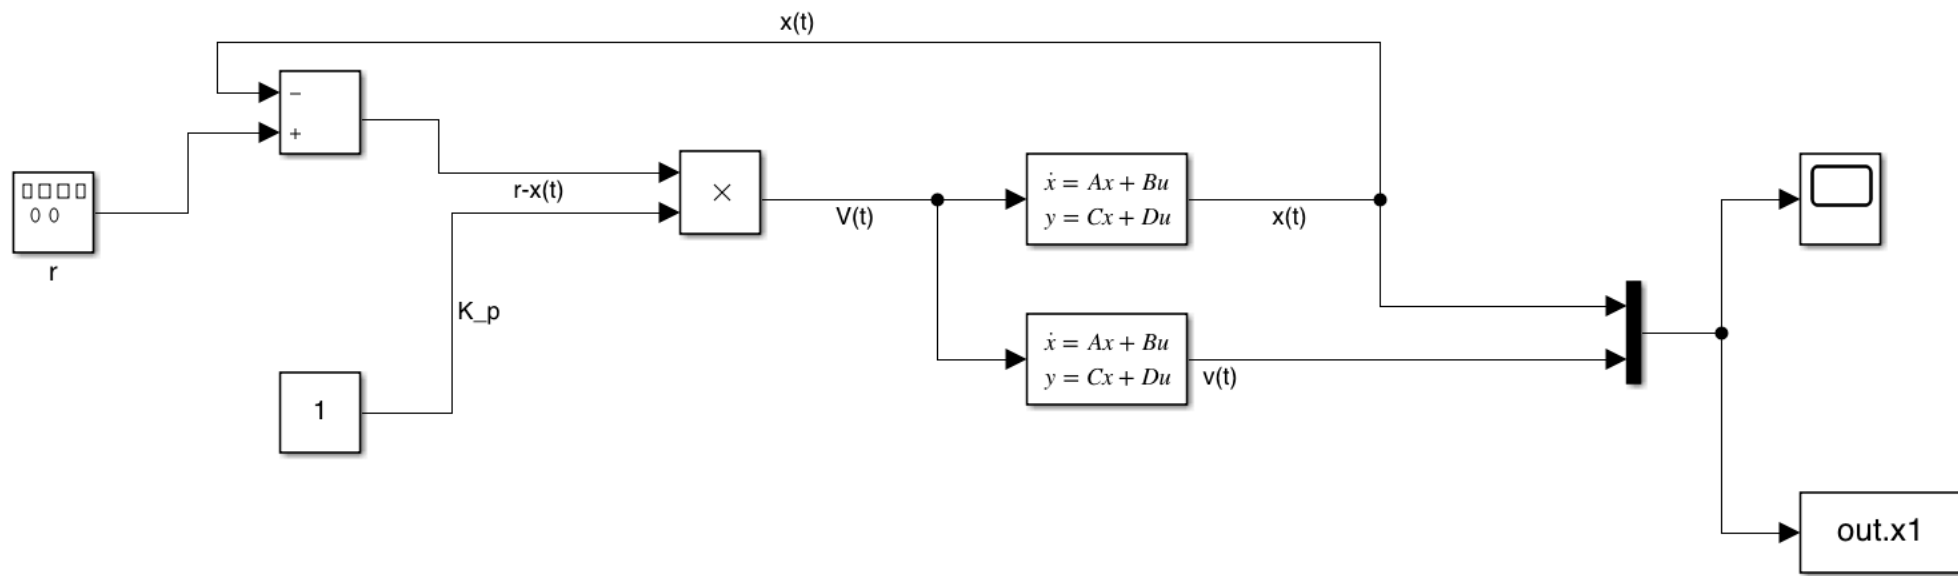 x(t)
−
+
r
r-x(t)
K_p
1
×
V(t)
ẋ = Ax + Bu
y = Cx + Du
x(t)
ẋ = Ax + Bu
y = Cx + Du
v(t)
out.x1